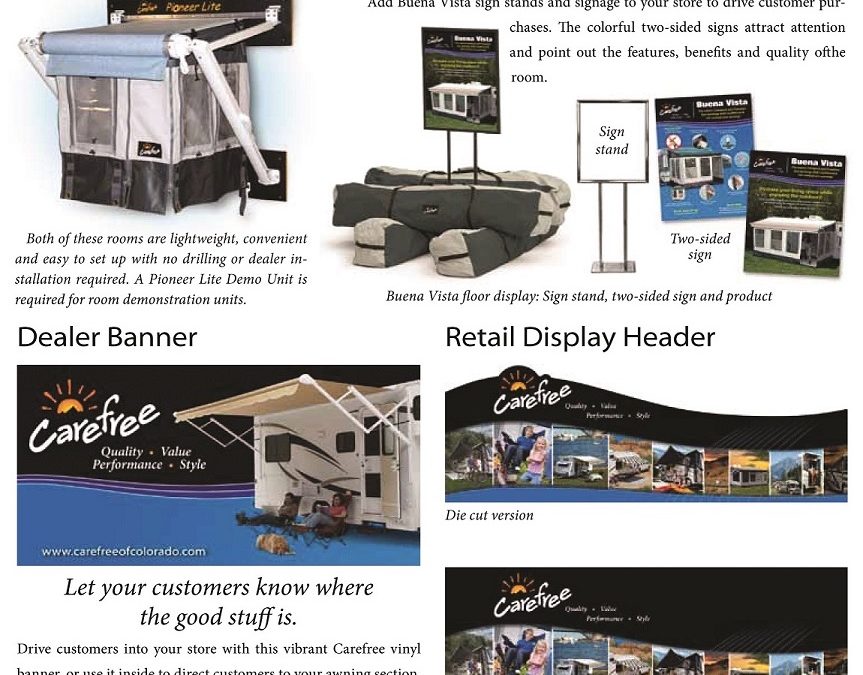 Carefree
Pioneer Lite
Carefree
Add Buena Vista sign stands and signage to your store to drive customer pur-
chases. The colorful two-sided signs attract attention
and point out the features, benefits and quality ofthe
room.
Buena Vista
Sign
stand
Buena Vista
Carefree
Buena Vista
Two-sided
sign
Both of these rooms are lightweight, convenient
and easy to set up with no drilling or dealer in-
stallation required. A Pioneer Lite Demo Unit is
required for room demonstration units.
Buena Vista floor display: Sign stand, two-sided sign and product
Dealer Banner
Carefree
Quality • Value
Performance • Style
www.carefreeofcolorado.com
Let your customers know where
the good stuff is.
Drive customers into your store with this vibrant Carefree vinyl
banner, or use it inside to direct customers to your awning section.
Retail Display Header
Carefree
Quality • Value
Performance • Style
Die cut version
Carefree
Quality • Value
Performance • Style